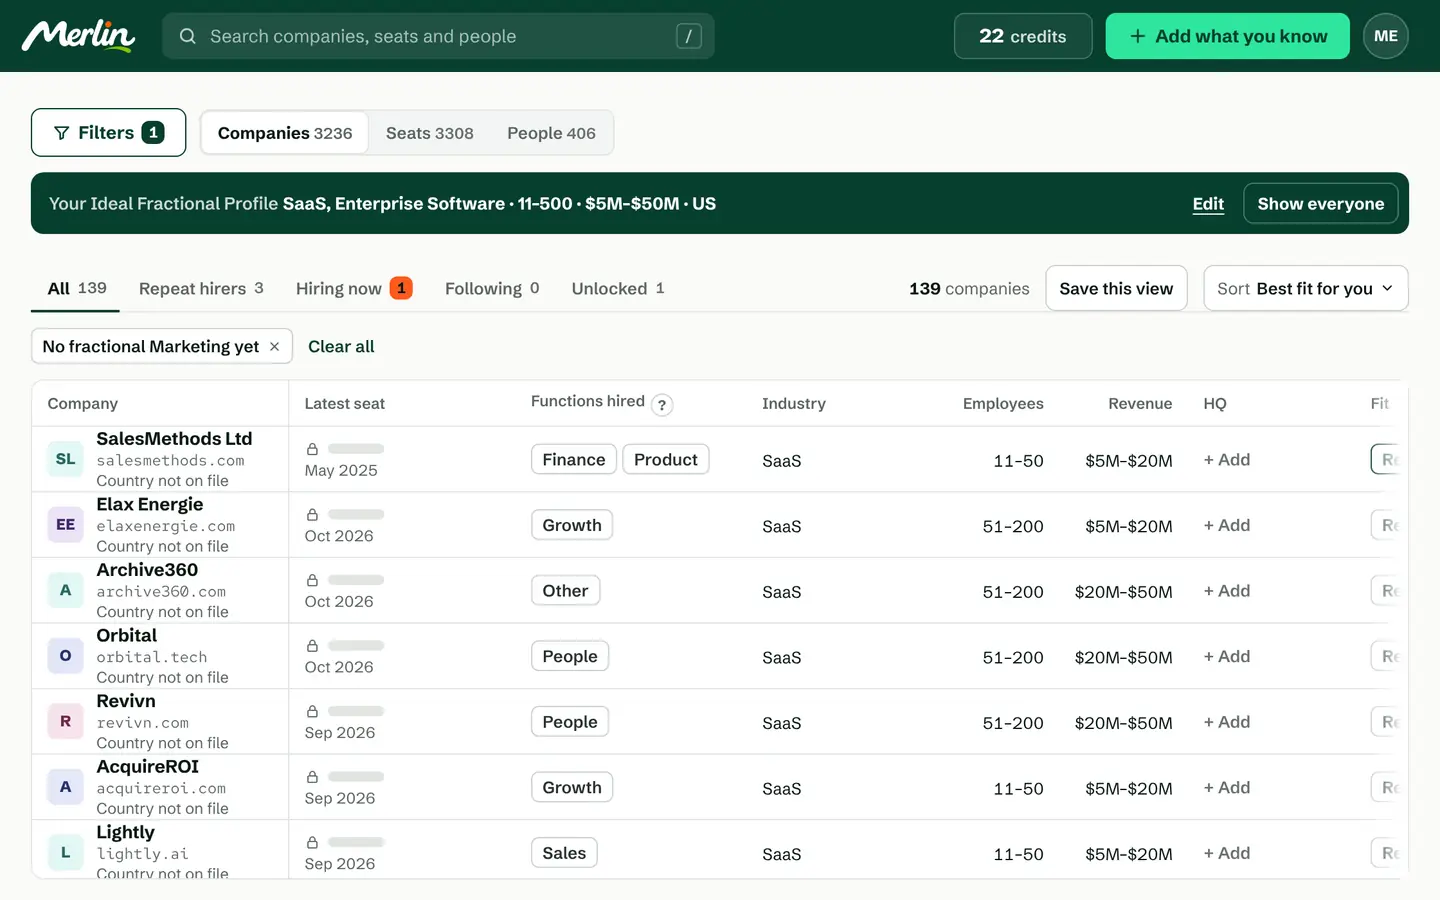 Merlin
Search companies, seats and people
/
22 credits
+ Add what you know
ME
Filters 1
Companies 3236
Seats 3308
People 406
Your Ideal Fractional Profile SaaS, Enterprise Software · 11–500 · $5M–$50M · US
Edit
Show everyone
All 139
Repeat hirers 3
Hiring now 1
Following 0
Unlocked 1
139 companies
Save this view
Sort Best fit for you
No fractional Marketing yet ×
Clear all
Company
Latest seat
Functions hired ?
Industry
Employees
Revenue
HQ
Fit
SL
SalesMethods Ltd
salesmethods.com
Country not on file
May 2025
Finance
Product
SaaS
11–50
$5M–$20M
+ Add
EE
Elax Energie
elaxenergie.com
Country not on file
Oct 2026
Growth
SaaS
51–200
$5M–$20M
+ Add
A
Archive360
archive360.com
Country not on file
Oct 2026
Other
SaaS
51–200
$20M–$50M
+ Add
O
Orbital
orbital.tech
Country not on file
Oct 2026
People
SaaS
51–200
$20M–$50M
+ Add
R
Revivn
revivn.com
Country not on file
Sep 2026
People
SaaS
51–200
$20M–$50M
+ Add
A
AcquireROI
acquireroi.com
Country not on file
Sep 2026
Growth
SaaS
11–50
$5M–$20M
+ Add
L
Lightly
lightly.ai
Country not on file
Sep 2026
Sales
SaaS
11–50
$5M–$20M
+ Add